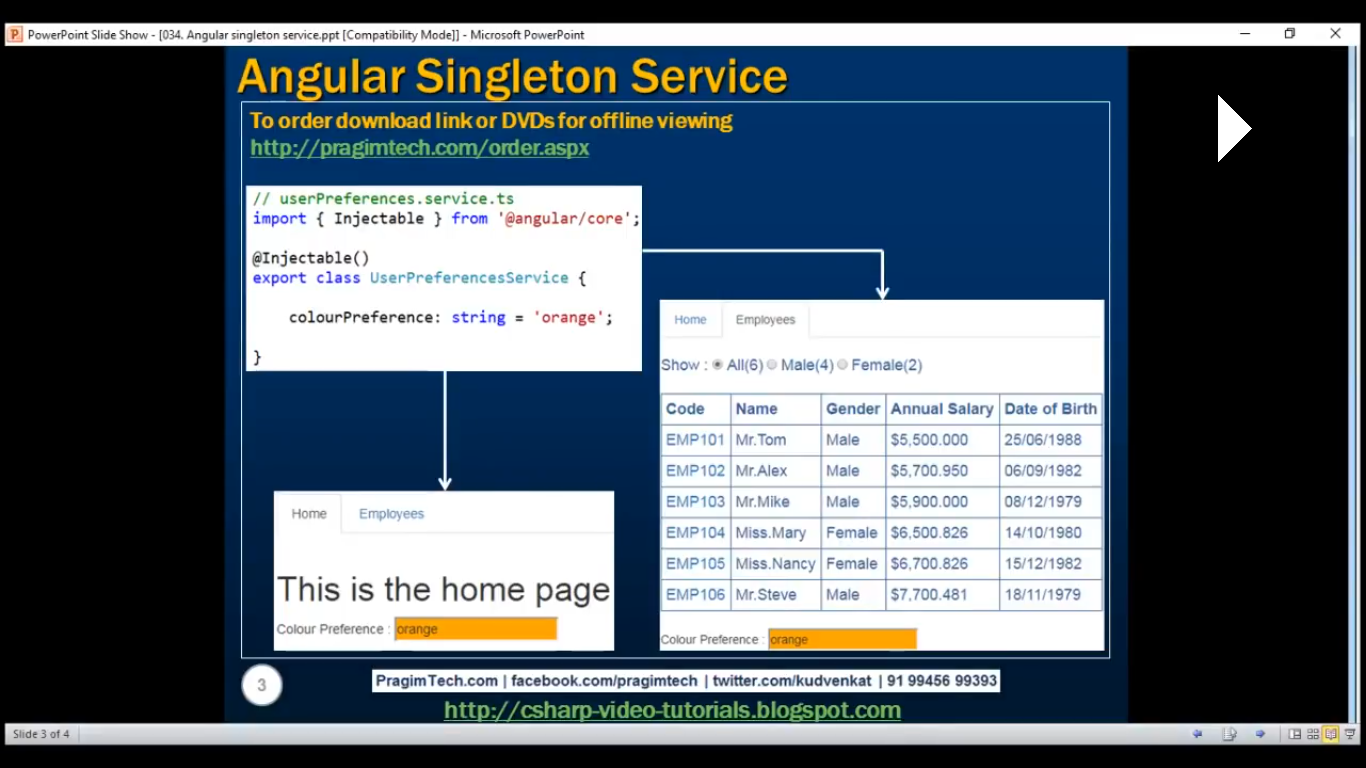 PowerPoint Slide Show - [034. Angular singleton service.ppt [Compatibility Mode]] - Microsoft PowerPoint
Angular Singleton Service
To order download link or DVDs for offline viewing
http://pragimtech.com/order.aspx
// userPreferences.service.ts
import { Injectable } from '@angular/core';
@Injectable()
export class UserPreferencesService {
colourPreference: string = 'orange';
}
Home Employees
This is the home page
Colour Preference : orange
Home Employees
Show : All(6) Male(4) Female(2)
Code Name Gender Annual Salary Date of Birth
EMP101 Mr.Tom Male $5,500.000 25/06/1988
EMP102 Mr.Alex Male $5,700.950 06/09/1982
EMP103 Mr.Mike Male $5,900.000 08/12/1979
EMP104 Miss.Mary Female $6,500.826 14/10/1980
EMP105 Miss.Nancy Female $6,700.826 15/12/1982
EMP106 Mr.Steve Male $7,700.481 18/11/1979
Colour Preference : orange
3
PragimTech.com | facebook.com/pragimtech | twitter.com/kudvenkat | 91 99456 99393
http://csharp-video-tutorials.blogspot.com
Slide 3 of 4